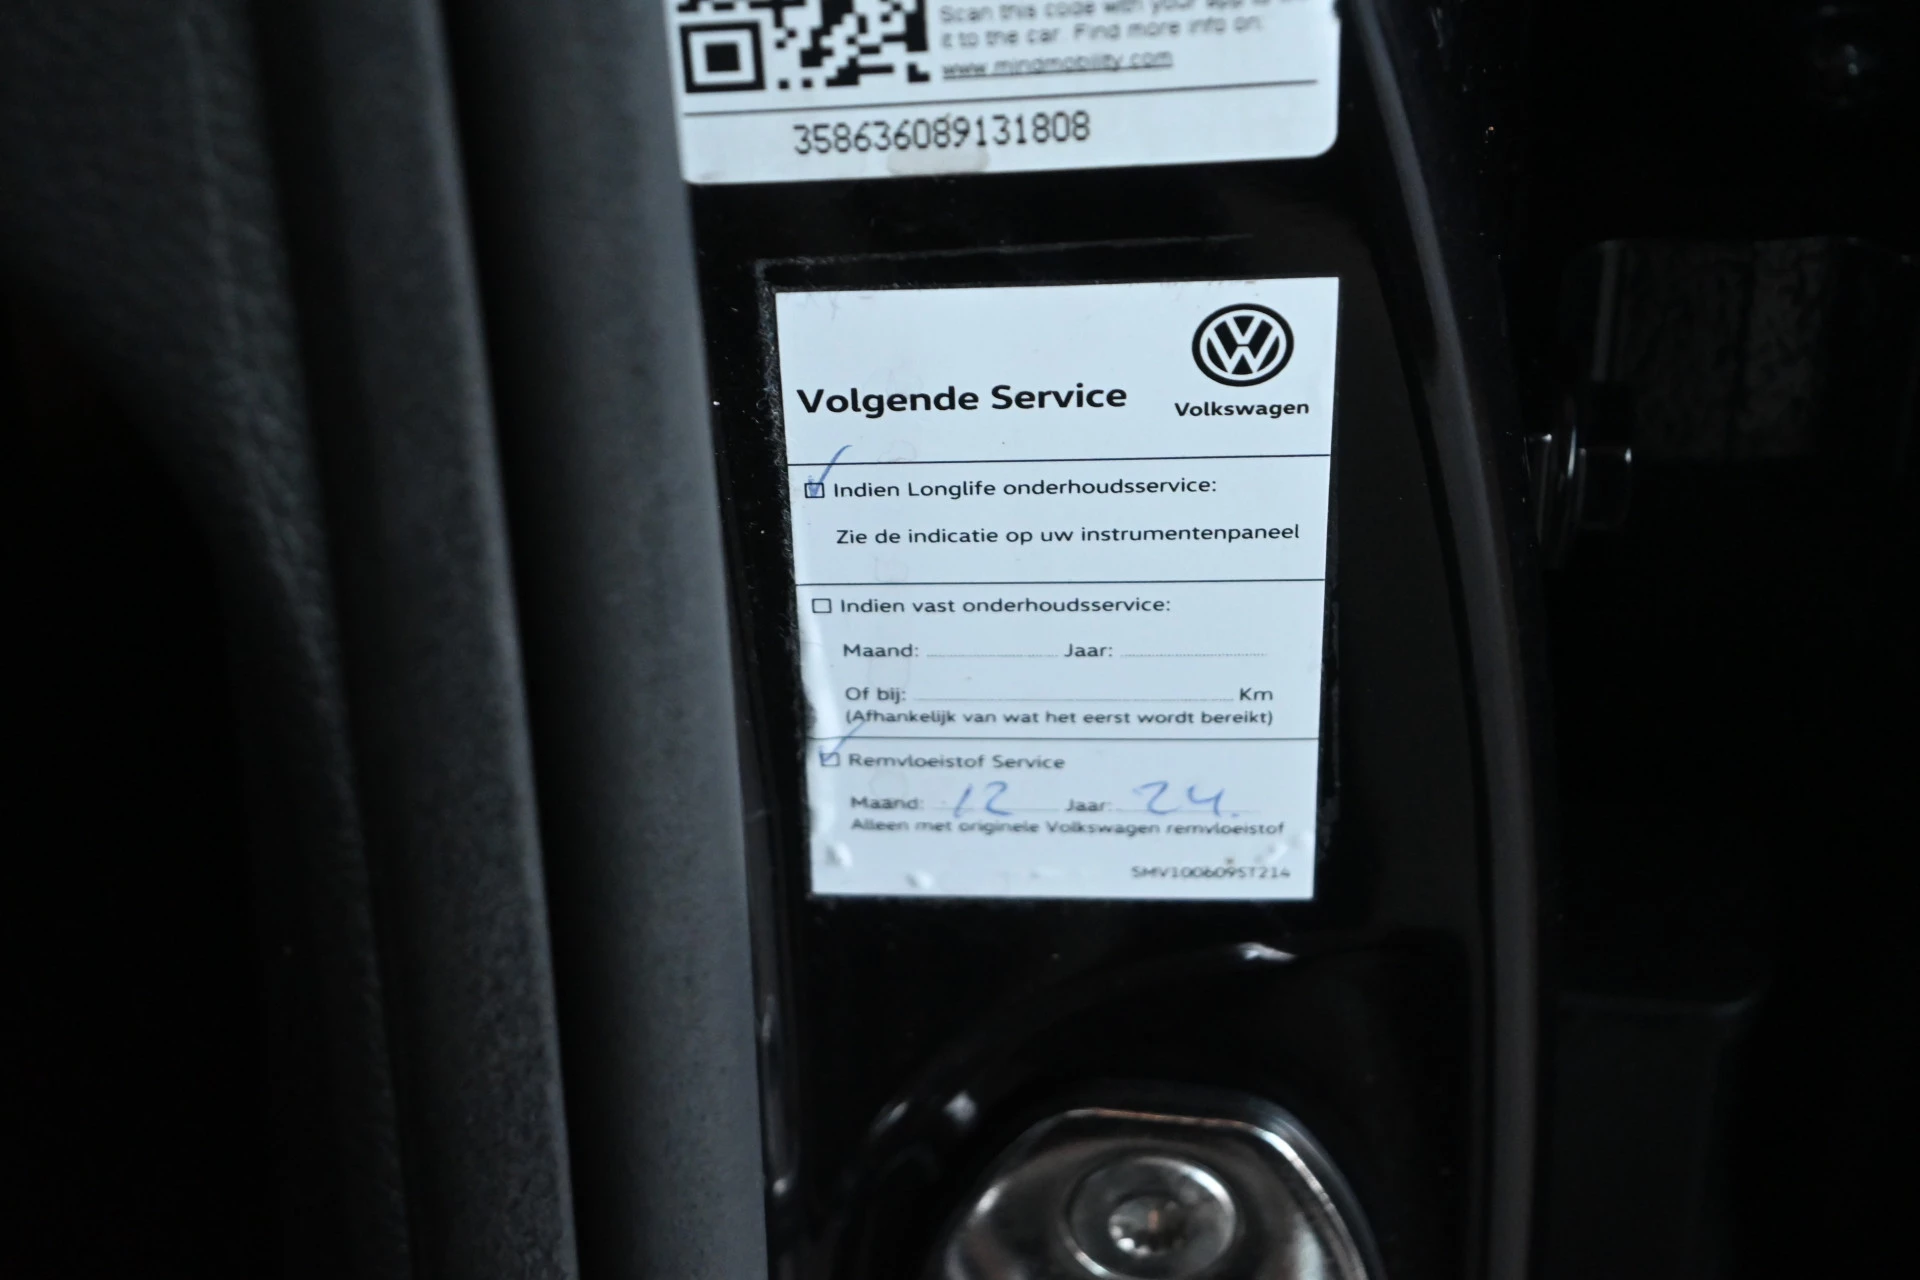 Scan this code with your app to
it to the car. Find more info on:
www.mindmobility.com
358636089131808
Volgende Service
Volkswagen
Indien Longlife onderhoudsservice:
Zie de indicatie op uw instrumentenpaneel
Indien vast onderhoudsservice:
Maand: Jaar:
Of bij: Km
(Afhankelijk van wat het eerst wordt bereikt)
Remvloeistof Service
Maand: 12 Jaar: 24.
Alleen met originele Volkswagen remvloeistof
5MV100609ST214